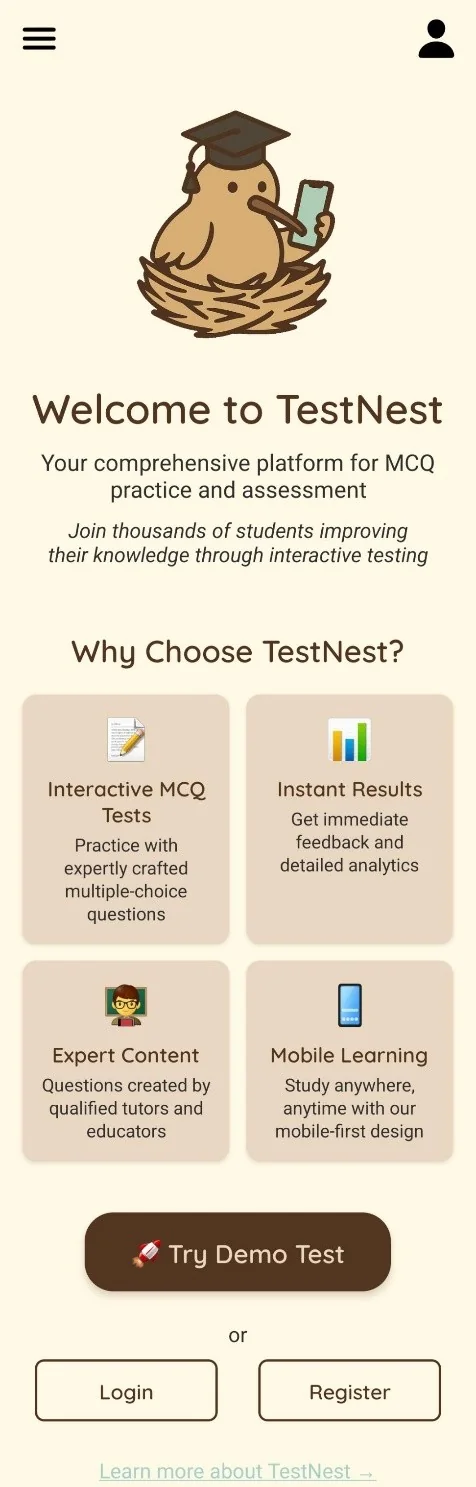 Welcome to TestNest
Your comprehensive platform for MCQ
practice and assessment
Join thousands of students improving
their knowledge through interactive testing
Why Choose TestNest?
Interactive MCQ
Tests
Practice with
expertly crafted
multiple-choice
questions
Instant Results
Get immediate
feedback and
detailed analytics
Expert Content
Questions created by
qualified tutors and
educators
Mobile Learning
Study anywhere,
anytime with our
mobile-first design
🚀 Try Demo Test
or
Login
Register
Learn more about TestNest →